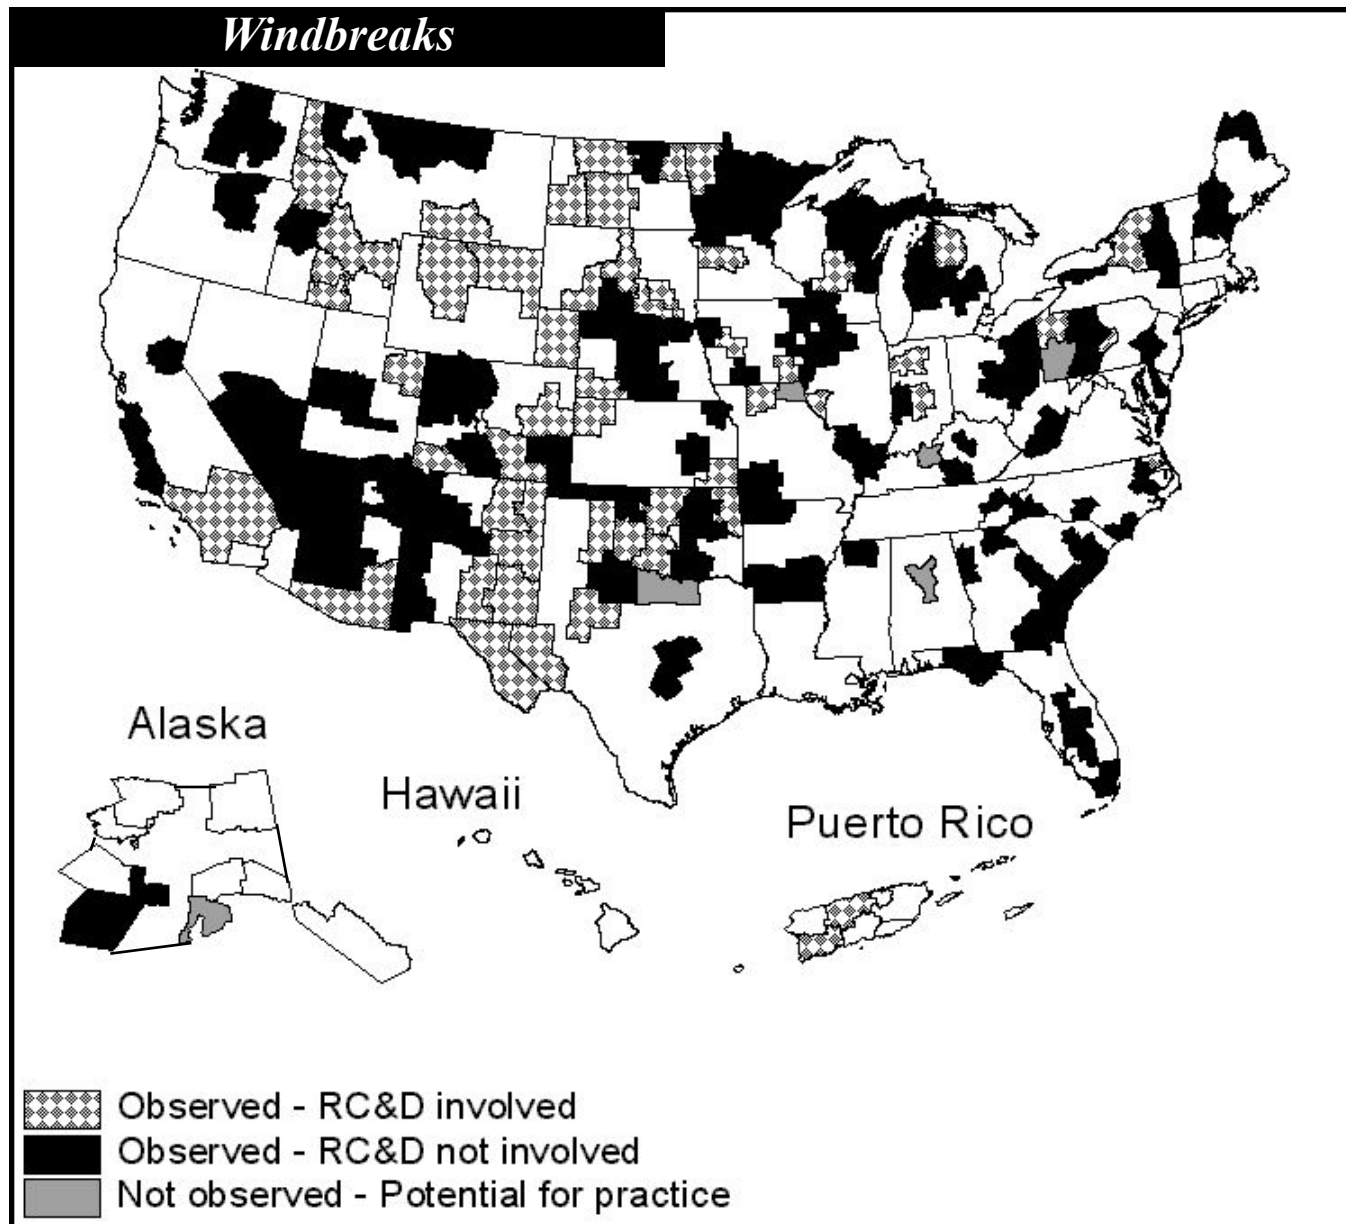 Windbreaks
Alaska
Hawaii
Puerto Rico
Observed - RC&D involved
Observed - RC&D not involved
Not observed - Potential for practice